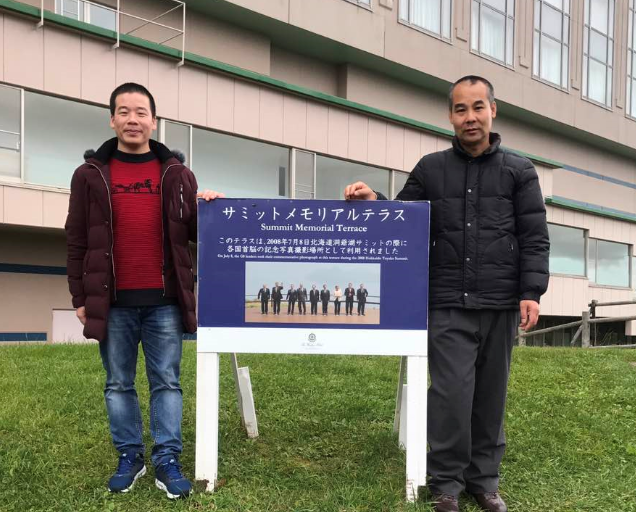 サミットメモリアルテラス
Summit Memorial Terrace
このテラスは、2008年7月8日北海道洞爺湖サミットの際に
各国首脳の記念写真撮影場所として利用されました
On July 8, the G8 leaders took their commemorative photograph at this terrace during the 2008 Hokkaido Toyako Summit.